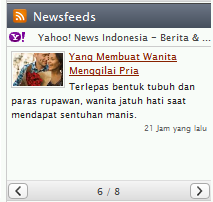 Newsfeeds
Y! Yahoo! News Indonesia - Berita & ...
Yang Membuat Wanita
Menggilai Pria
Terlepas bentuk tubuh dan
paras rupawan, wanita jatuh hati saat
mendapat sentuhan manis.
21 Jam yang lalu
6 / 8